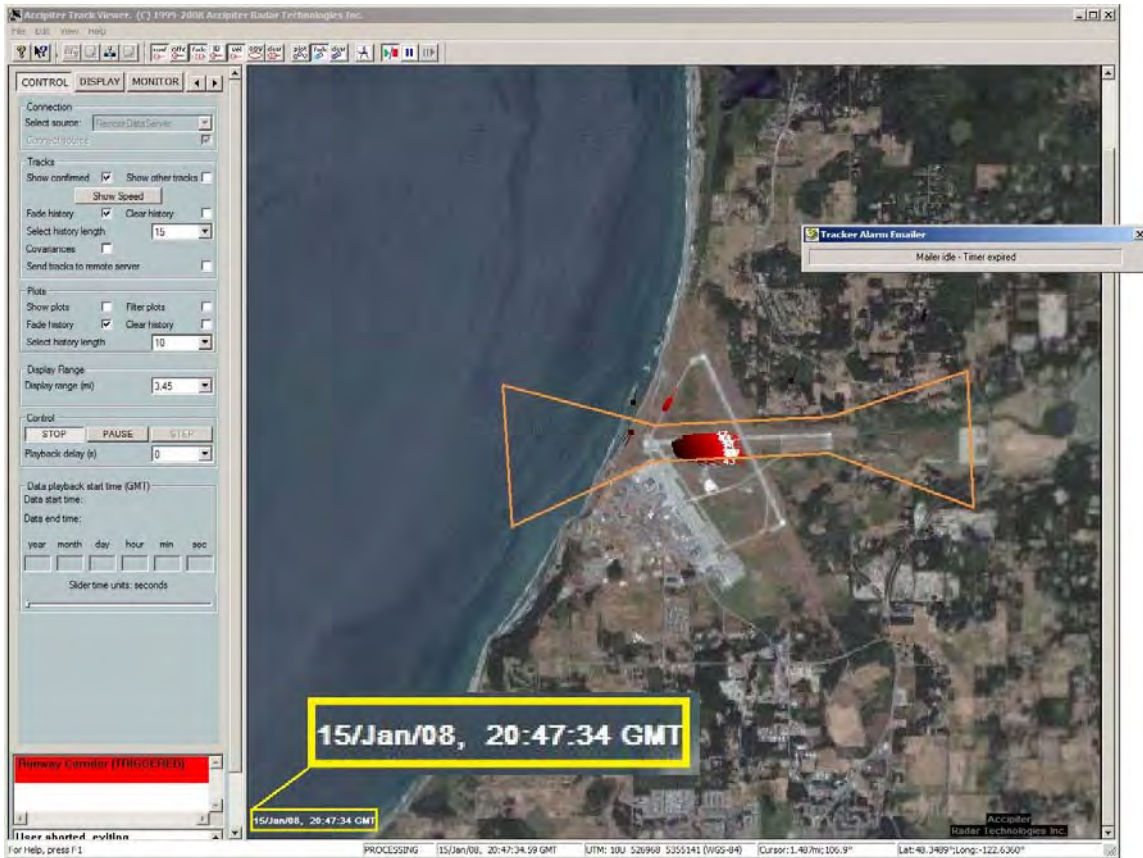 Accipiter Track Viewer. (C) 1999-2008 Accipiter Radar Technologies Inc.
File Edit View Help
CONTROL DISPLAY MONITOR
Connection
Select source:
Connect source
Tracks
Show confirmed Show other tracks
Show Speed
Fade history Clear history
Select history length 15
Covariances
Send tracks to remote server
Plots
Show plots Filter plots
Fade history Clear history
Select history length 10
Display Range
Display range (mi) 3.45
Control
STOP PAUSE STEP
Playback delay (s) 0
Data playback start time (GMT)
Data start time:
Data end time:
year month day hour min sec
Slider time units: seconds
Runway Corridor (TRIGGERED)
User aborted, exiting
Tracker Alarm Emailer
Mailer idle - Timer expired
43
15/Jan/08, 20:47:34 GMT
15/Jan/08, 20:47:34 GMT
Accipiter
Radar Technologies Inc.
For Help, press F1 PROCESSING 15/Jan/08, 20:47:34.59 GMT UTM: 10U 526968 5355141 (WGS-84) Cursor:1.487mi;106.9° Lat:48.3489°;Long:-122.6360°